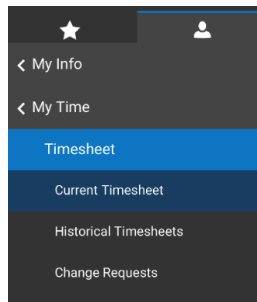 My Info
My Time
Timesheet
Current Timesheet
Historical Timesheets
Change Requests